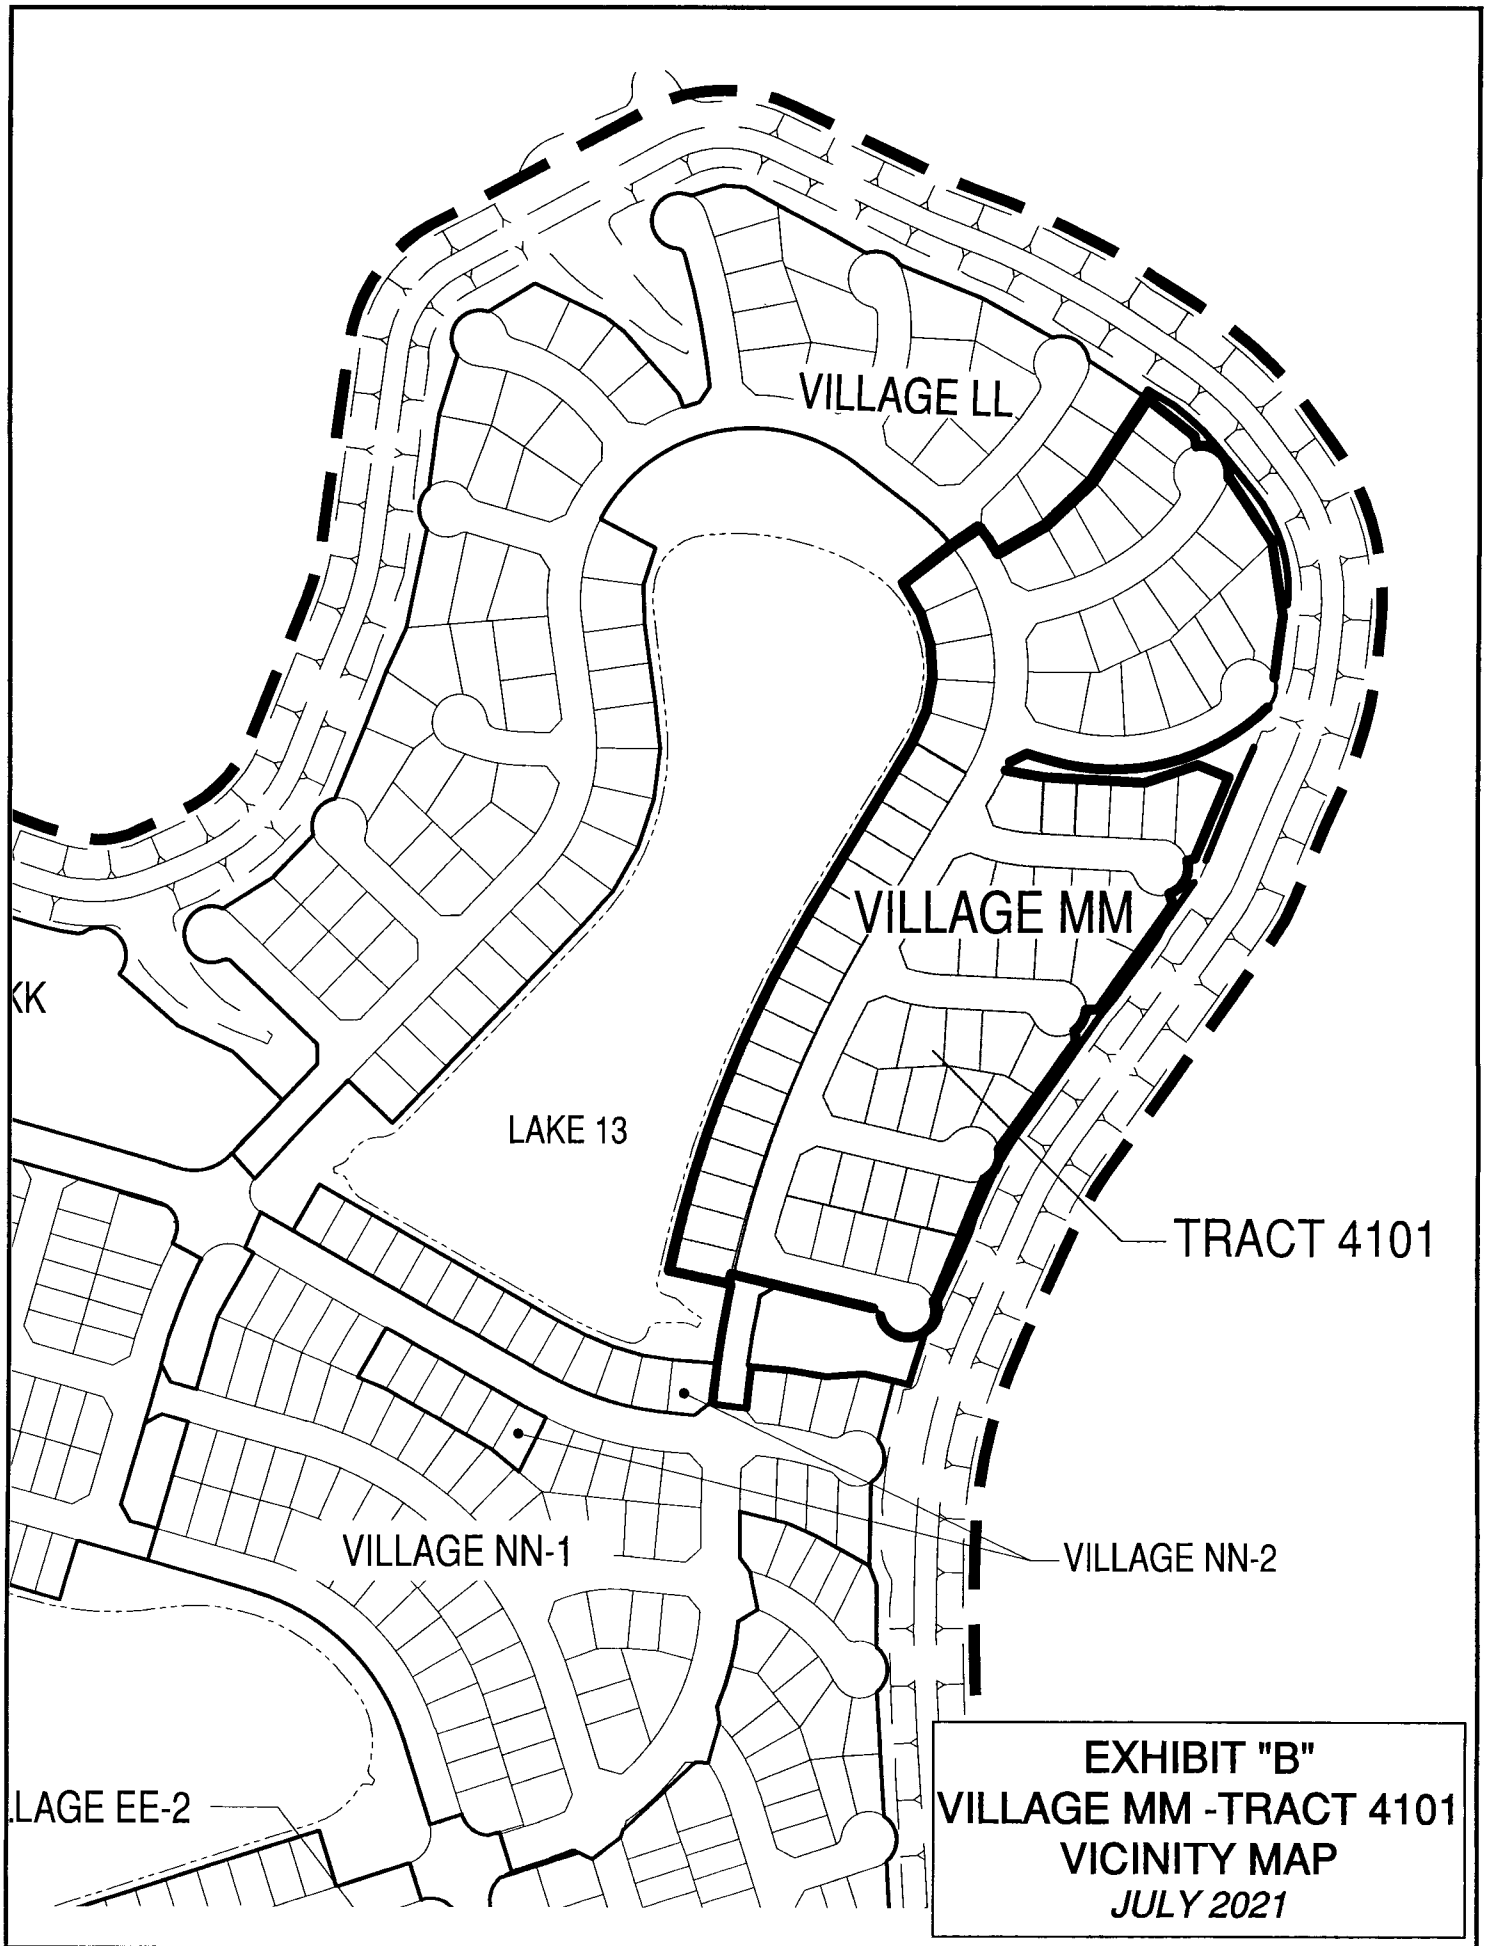 VILLAGE LL
VILLAGE MM
KK
LAKE 13
TRACT 4101
VILLAGE NN-1
VILLAGE NN-2
LAGE EE-2
EXHIBIT "B"
VILLAGE MM -TRACT 4101
VICINITY MAP
JULY 2021